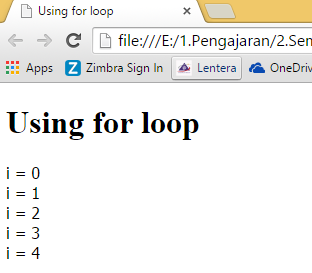 Using for loop
file:///E:/1.Pengajaran/2.Sen
Apps Zimbra Sign In Lentera OneDriv
Using for loop
i = 0
i = 1
i = 2
i = 3
i = 4